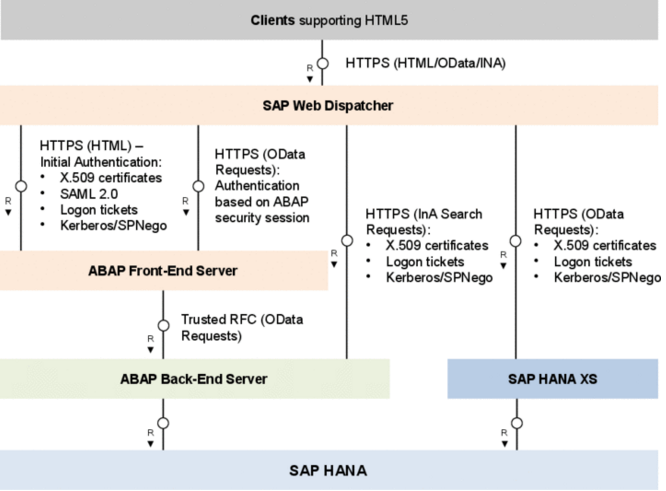 Clients supporting HTML5
R
HTTPS (HTML/OData/INA)
SAP Web Dispatcher
R
HTTPS (HTML) –
Initial Authentication:
• X.509 certificates
• SAML 2.0
• Logon tickets
• Kerberos/SPNego
R
HTTPS (OData
Requests):
Authentication
based on ABAP
security session
R
HTTPS (InA Search
Requests):
• X.509 certificates
• Logon tickets
• Kerberos/SPNego
R
HTTPS (OData
Requests):
• X.509 certificates
• Logon tickets
• Kerberos/SPNego
ABAP Front-End Server
R
Trusted RFC (OData
Requests)
ABAP Back-End Server
SAP HANA XS
R
R
SAP HANA